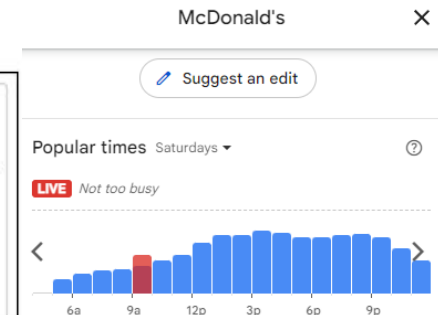 McDonald's
Suggest an edit
Popular times Saturdays
LIVE Not too busy
6a 9a 12p 3p 6p 9p